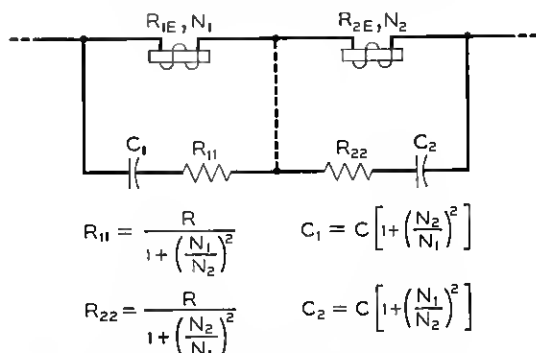 R₁E, N₁ R₂E, N₂
C₁ R₁₁ R₂₂ C₂
R₁₁ = R / (1 + (N₁/N₂)²) C₁ = C [1 + (N₂/N₁)²]
R₂₂ = R / (1 + (N₂/N₁)²) C₂ = C [1 + (N₁/N₂)²]